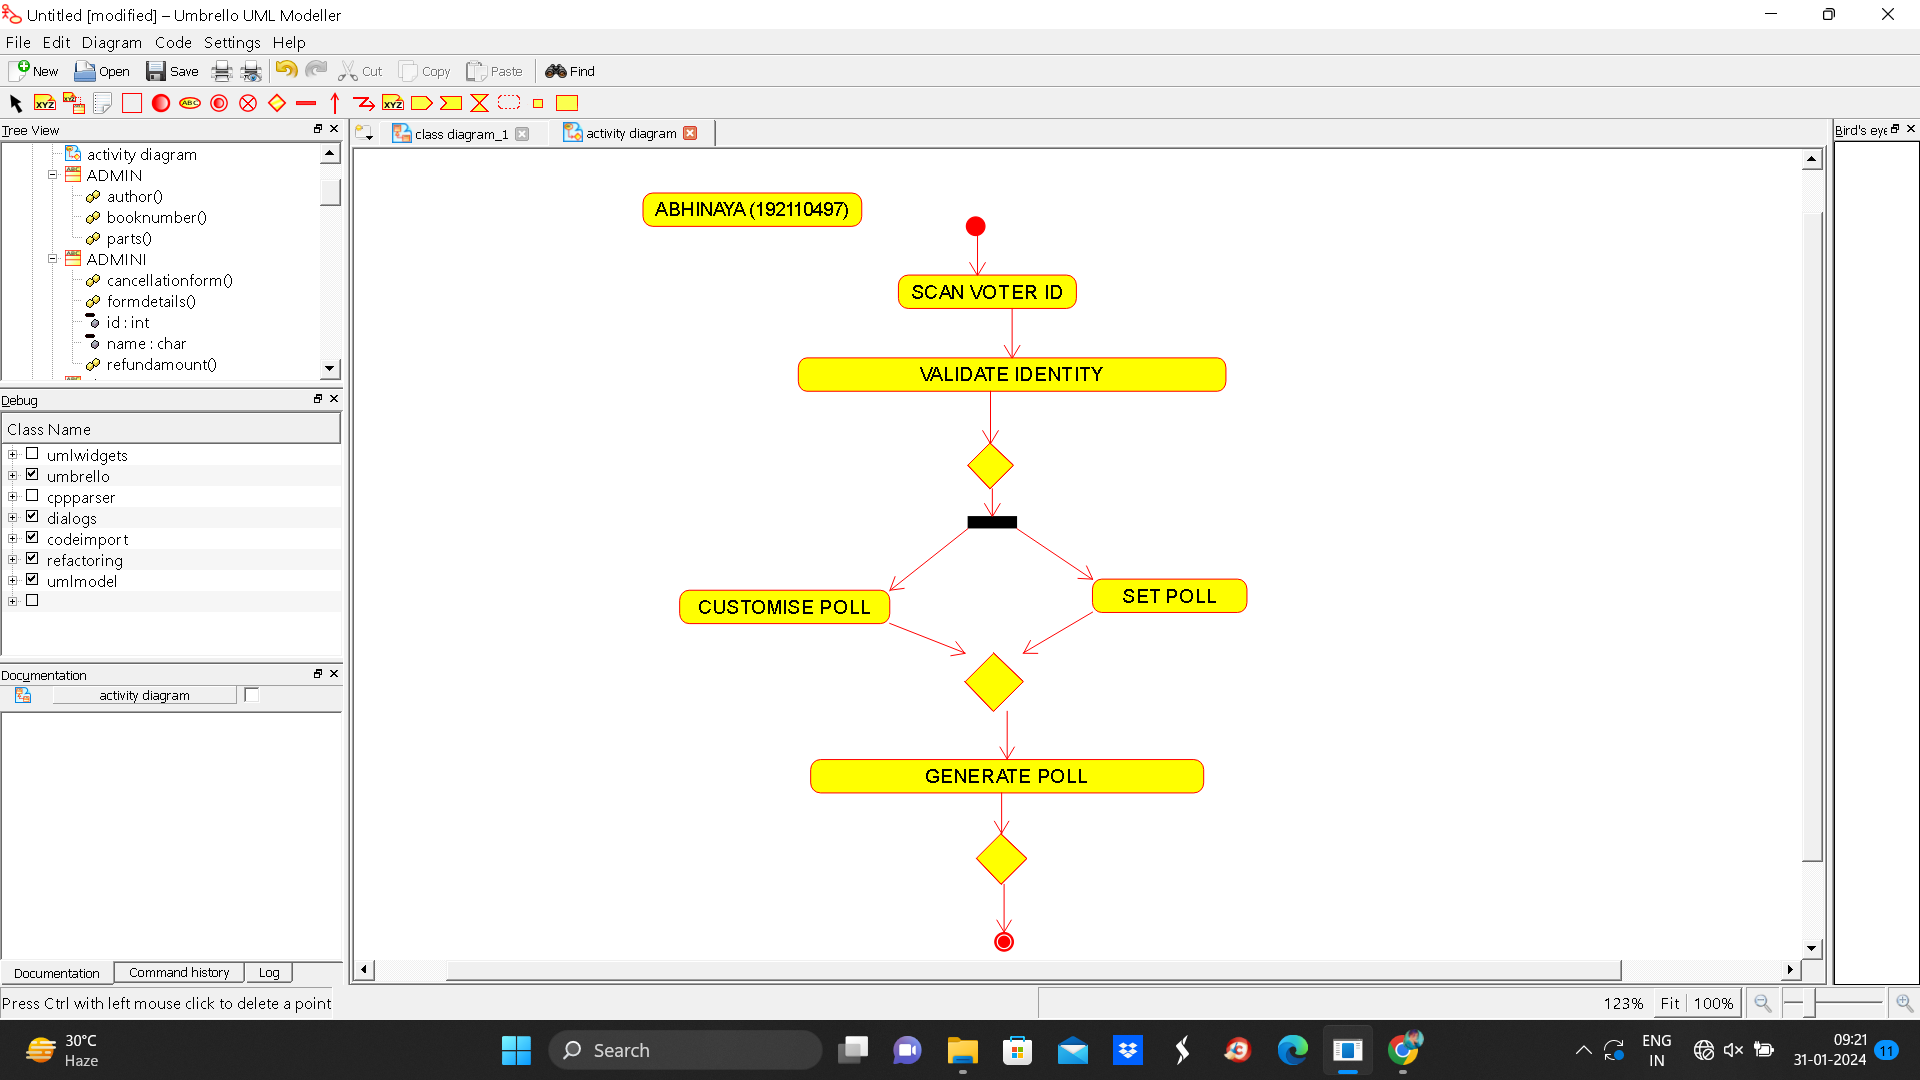 Untitled [modified] – Umbrello UML Modeller
File Edit Diagram Code Settings Help
New Open Save Cut Copy Paste Find
XYZ XYZ ABC XYZ
Tree View
class diagram_1
activity diagram
Bird's eye
activity diagram
ADMIN
author()
booknumber()
parts()
ADMINI
cancellationform()
formdetails()
id : int
name : char
refundamount()
Debug
Class Name
umlwidgets
umbrello
cppparser
dialogs
codeimport
refactoring
umlmodel
Documentation
activity diagram
Documentation Command history Log
ABHINAYA (192110497)
SCAN VOTER ID
VALIDATE IDENTITY
CUSTOMISE POLL
SET POLL
GENERATE POLL
Press Ctrl with left mouse click to delete a point
123% Fit 100%
30°C
Haze
Search
ENG
IN
09:21
31-01-2024
11